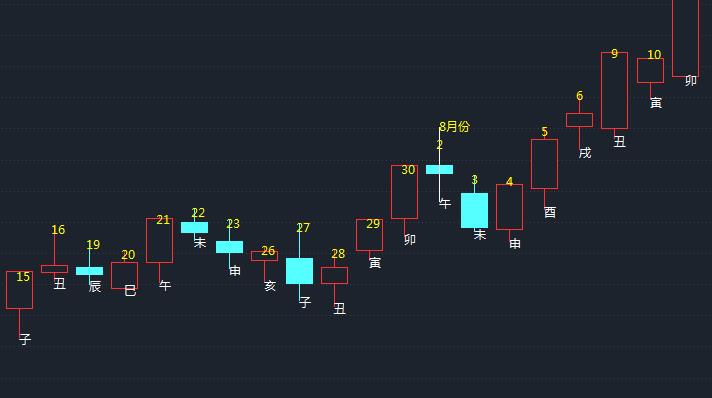 15
子
16
丑
19
辰
20
巳
21
午
22
未
23
申
26
亥
27
子
28
丑
29
寅
30
卯
8月份
2
午
3
未
4
申
5
酉
6
戌
9
丑
10
寅
卯